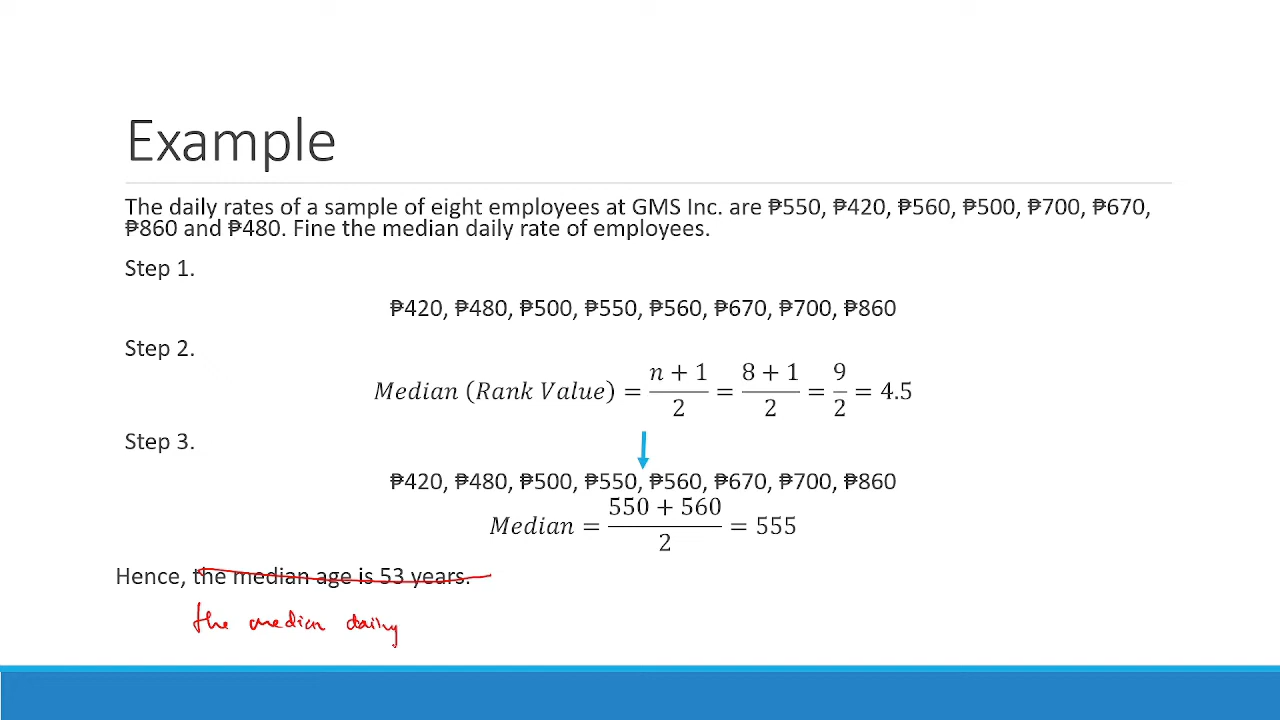 Example
The daily rates of a sample of eight employees at GMS Inc. are ₱550, ₱420, ₱560, ₱500, ₱700, ₱670,
₱860 and ₱480. Fine the median daily rate of employees.
Step 1.
₱420, ₱480, ₱500, ₱550, ₱560, ₱670, ₱700, ₱860
Step 2.
Median (Rank Value) = (n + 1)/2 = (8 + 1)/2 = 9/2 = 4.5
Step 3.
₱420, ₱480, ₱500, ₱550, ₱560, ₱670, ₱700, ₱860
Median = (550 + 560)/2 = 555
Hence, the median age is 53 years.
the median daily